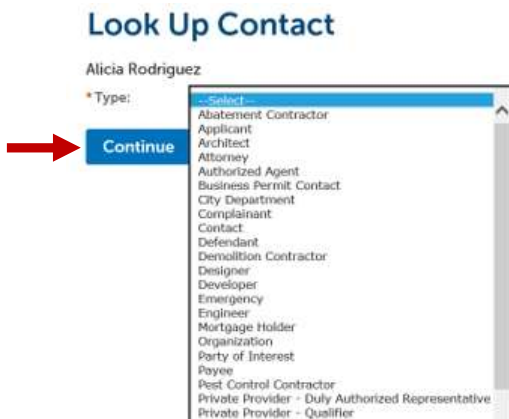 Look Up Contact
Alicia Rodriguez
*Type:
--Select--
Abatement Contractor
Applicant
Architect
Attorney
Authorized Agent
Business Permit Contact
City Department
Complainant
Contact
Defendant
Demolition Contractor
Designer
Developer
Emergency
Engineer
Mortgage Holder
Organization
Party of Interest
Payee
Pest Control Contractor
Private Provider - Duly Authorized Representative
Private Provider - Qualifier
Continue